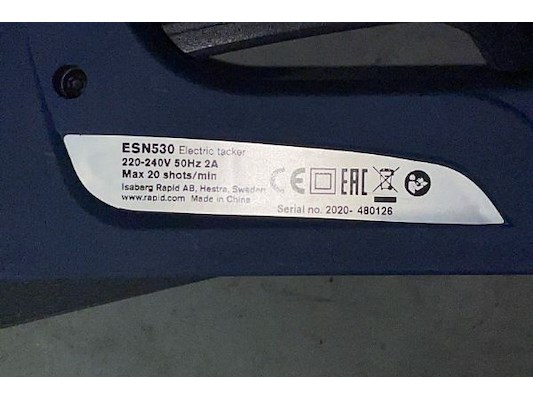 ESN530 Electric tacker
220-240V 50Hz 2A
Max 20 shots/min
Isaberg Rapid AB, Hestra, Sweden
www.rapid.com Made in China
CE EAC
Serial no. 2020- 480126